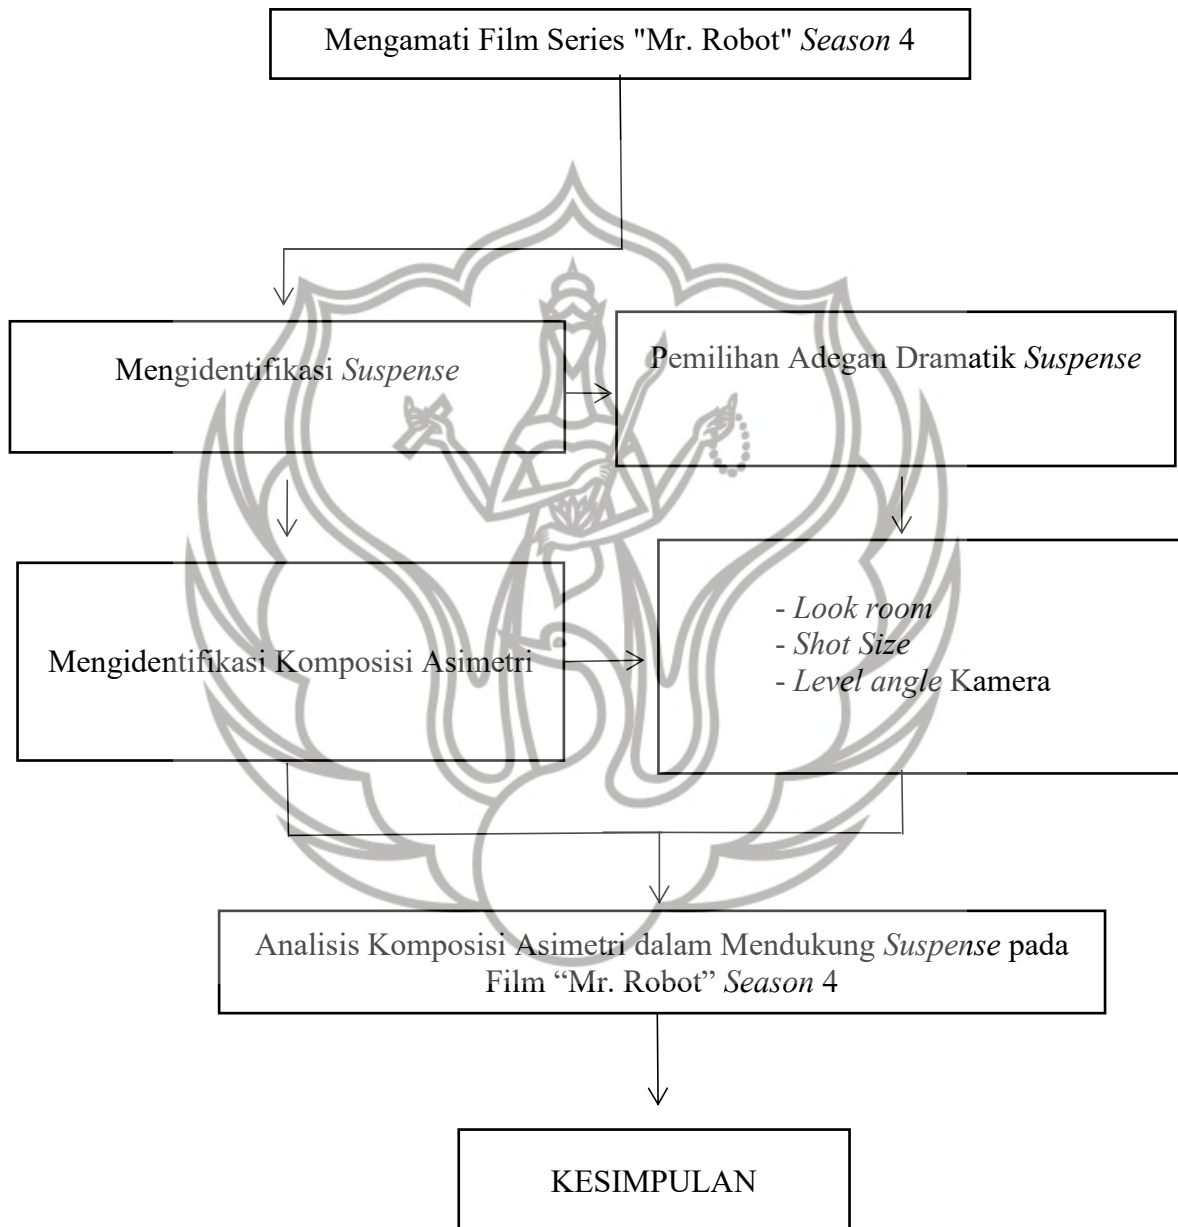 Mengamati Film Series "Mr. Robot" Season 4
Mengidentifikasi Suspense
Pemilihan Adegan Dramatik Suspense
Mengidentifikasi Komposisi Asimetri
- Look room
- Shot Size
- Level angle Kamera
Analisis Komposisi Asimetri dalam Mendukung Suspense pada
Film “Mr. Robot” Season 4
KESIMPULAN